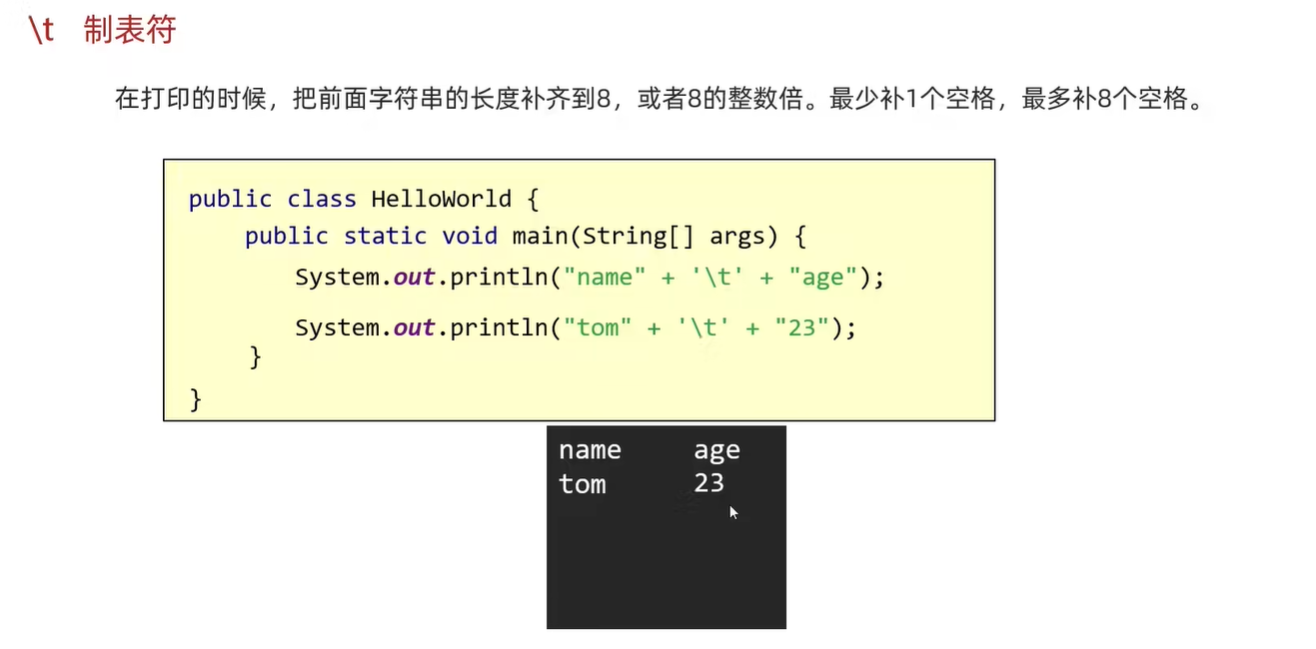 \t 制表符
在打印的时候，把前面字符串的长度补齐到8，或者8的整数倍。最少补1个空格，最多补8个空格。
public class HelloWorld {
    public static void main(String[] args) {
        System.out.println("name" + '\t' + "age");
        System.out.println("tom" + '\t' + "23");
    }
}
name age
tom 23